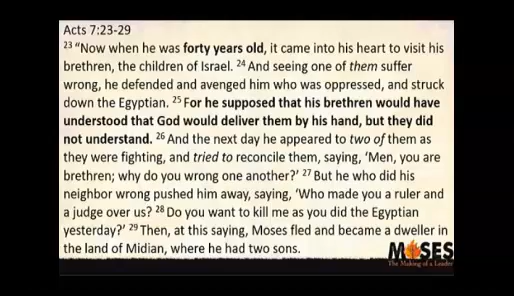 Acts 7:23-29
23 "Now when he was forty years old, it came into his heart to visit his
brethren, the children of Israel. 24 And seeing one of them suffer
wrong, he defended and avenged him who was oppressed, and struck
down the Egyptian. 25 For he supposed that his brethren would have
understood that God would deliver them by his hand, but they did
not understand. 26 And the next day he appeared to two of them as
they were fighting, and tried to reconcile them, saying, 'Men, you are
brethren; why do you wrong one another?' 27 But he who did his
neighbor wrong pushed him away, saying, 'Who made you a ruler and
a judge over us? 28 Do you want to kill me as you did the Egyptian
yesterday?' 29 Then, at this saying, Moses fled and became a dweller in
the land of Midian, where he had two sons.
MOSES
The Making of a Leader